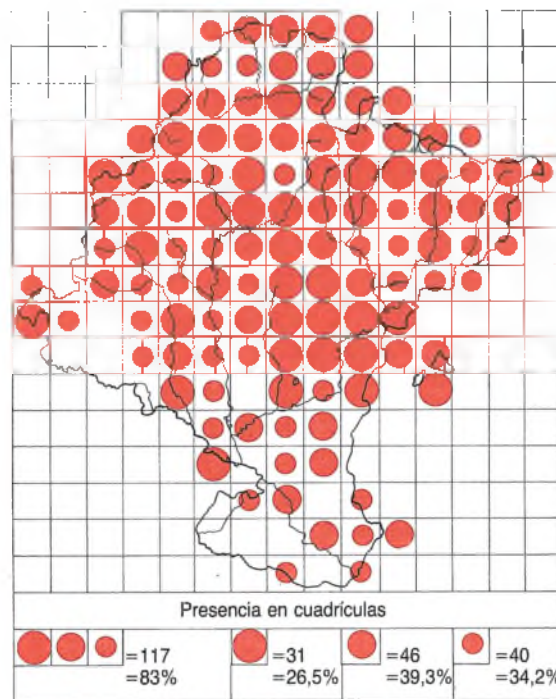 Presencia en cuadrículas
=117 =31 =46 =40
=83% =26,5% =39,3% =34,2%